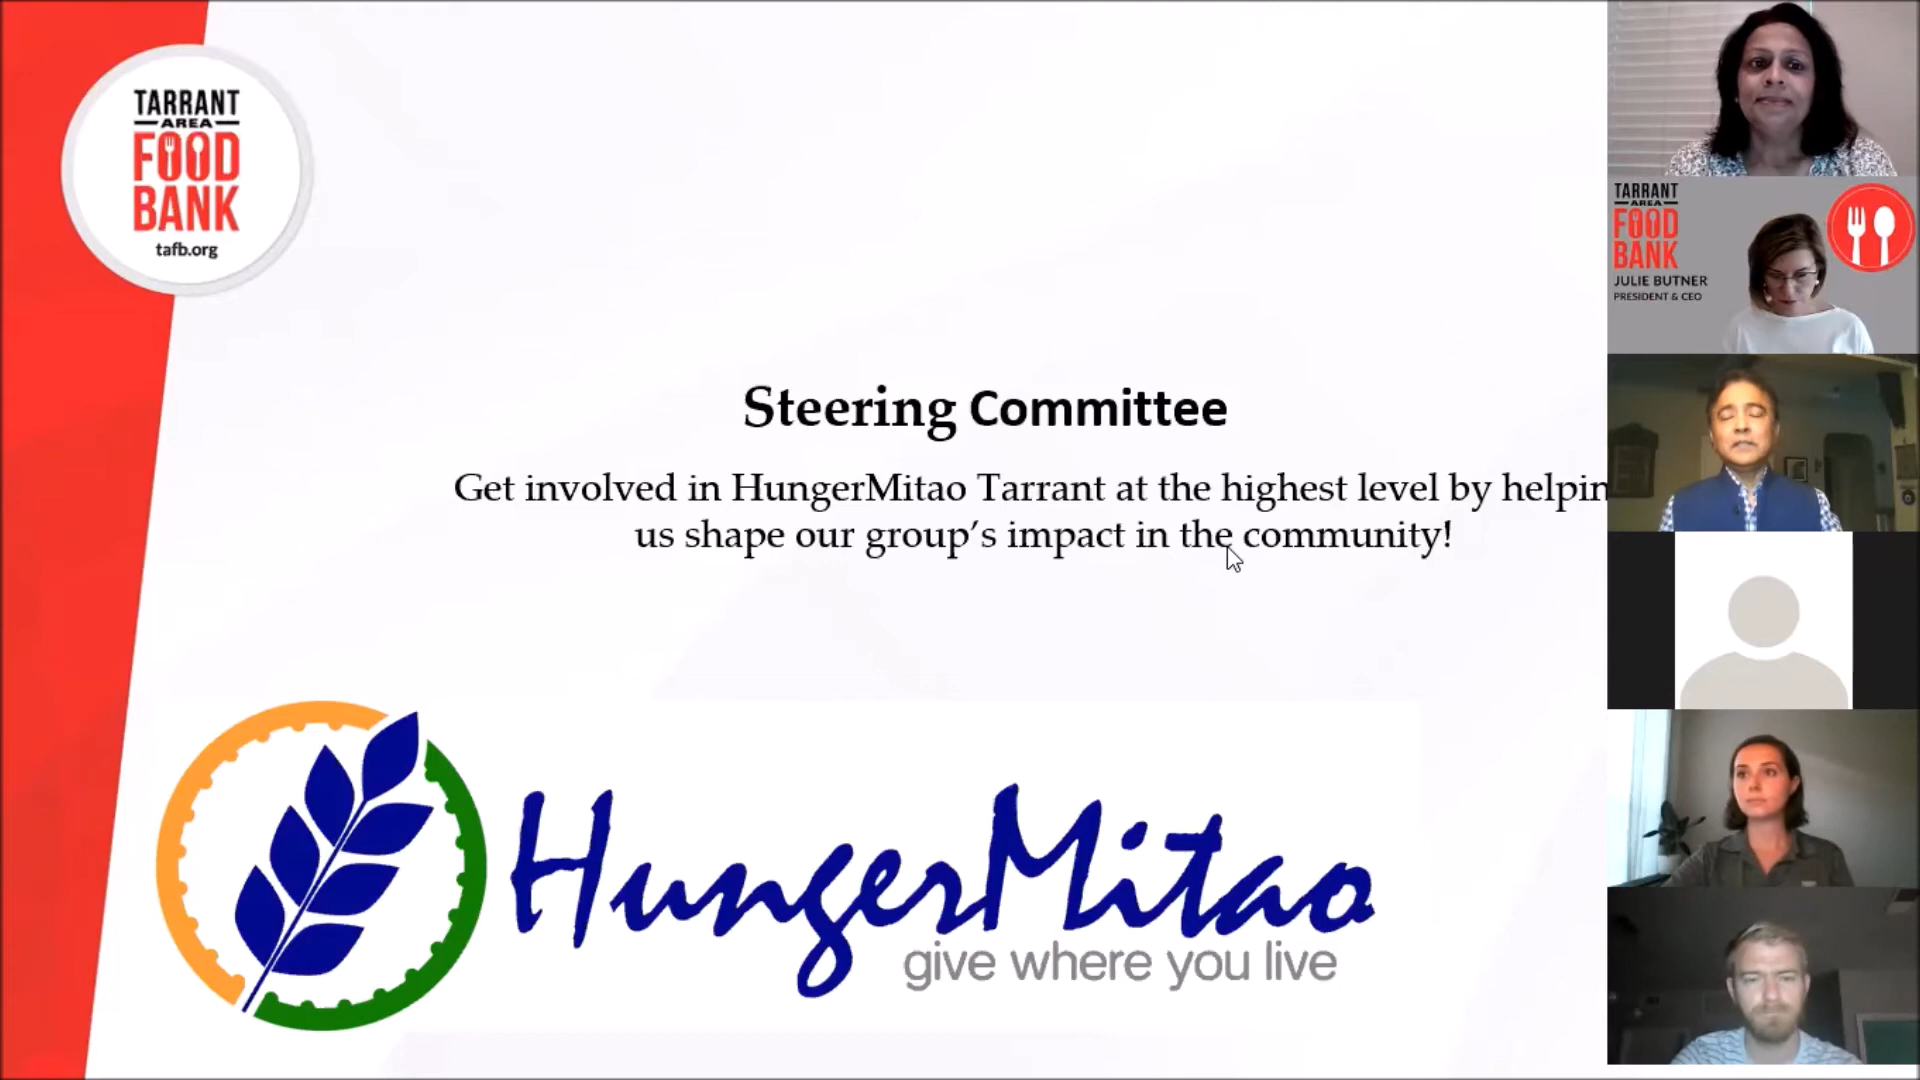 TARRANT
AREA
FOOD
BANK
tafb.org
Steering Committee
Get involved in HungerMitao Tarrant at the highest level by helpin
us shape our group’s impact in the community!
HungerMitao
give where you live
TARRANT
AREA
FOOD
BANK
JULIE BUTNER
PRESIDENT & CEO